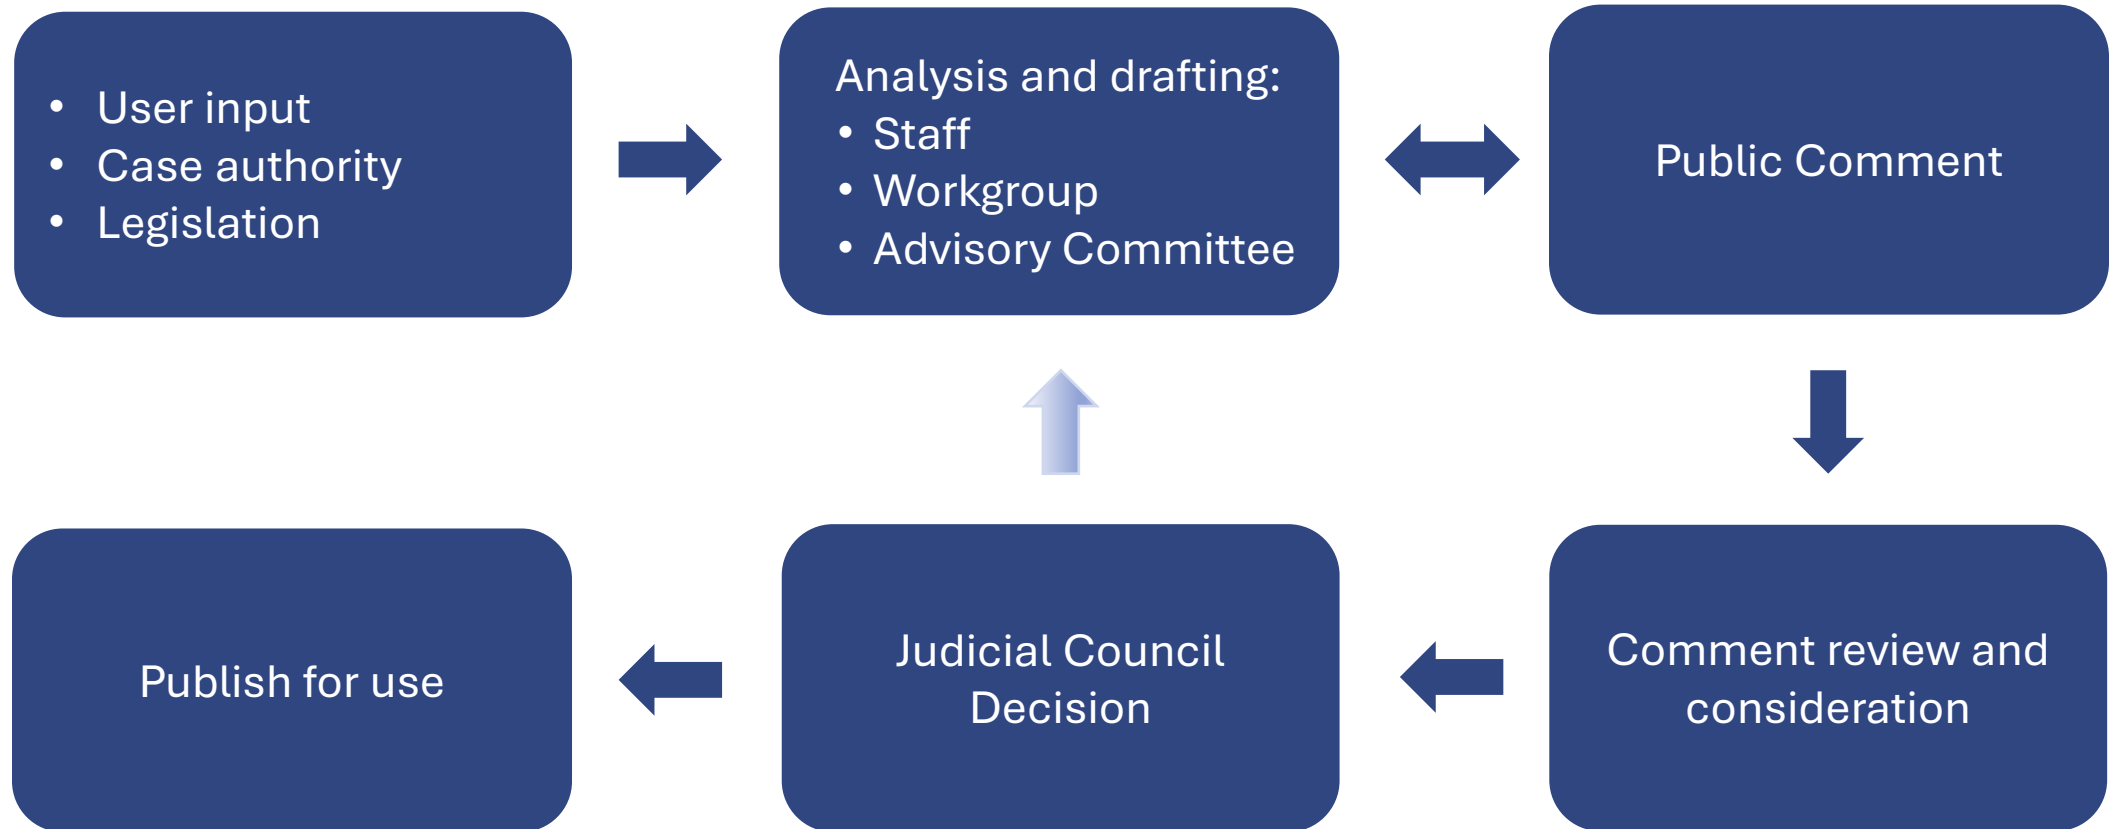 • User input
• Case authority
• Legislation
Analysis and drafting:
• Staff
• Workgroup
• Advisory Committee
Public Comment
Publish for use
Judicial Council
Decision
Comment review and
consideration